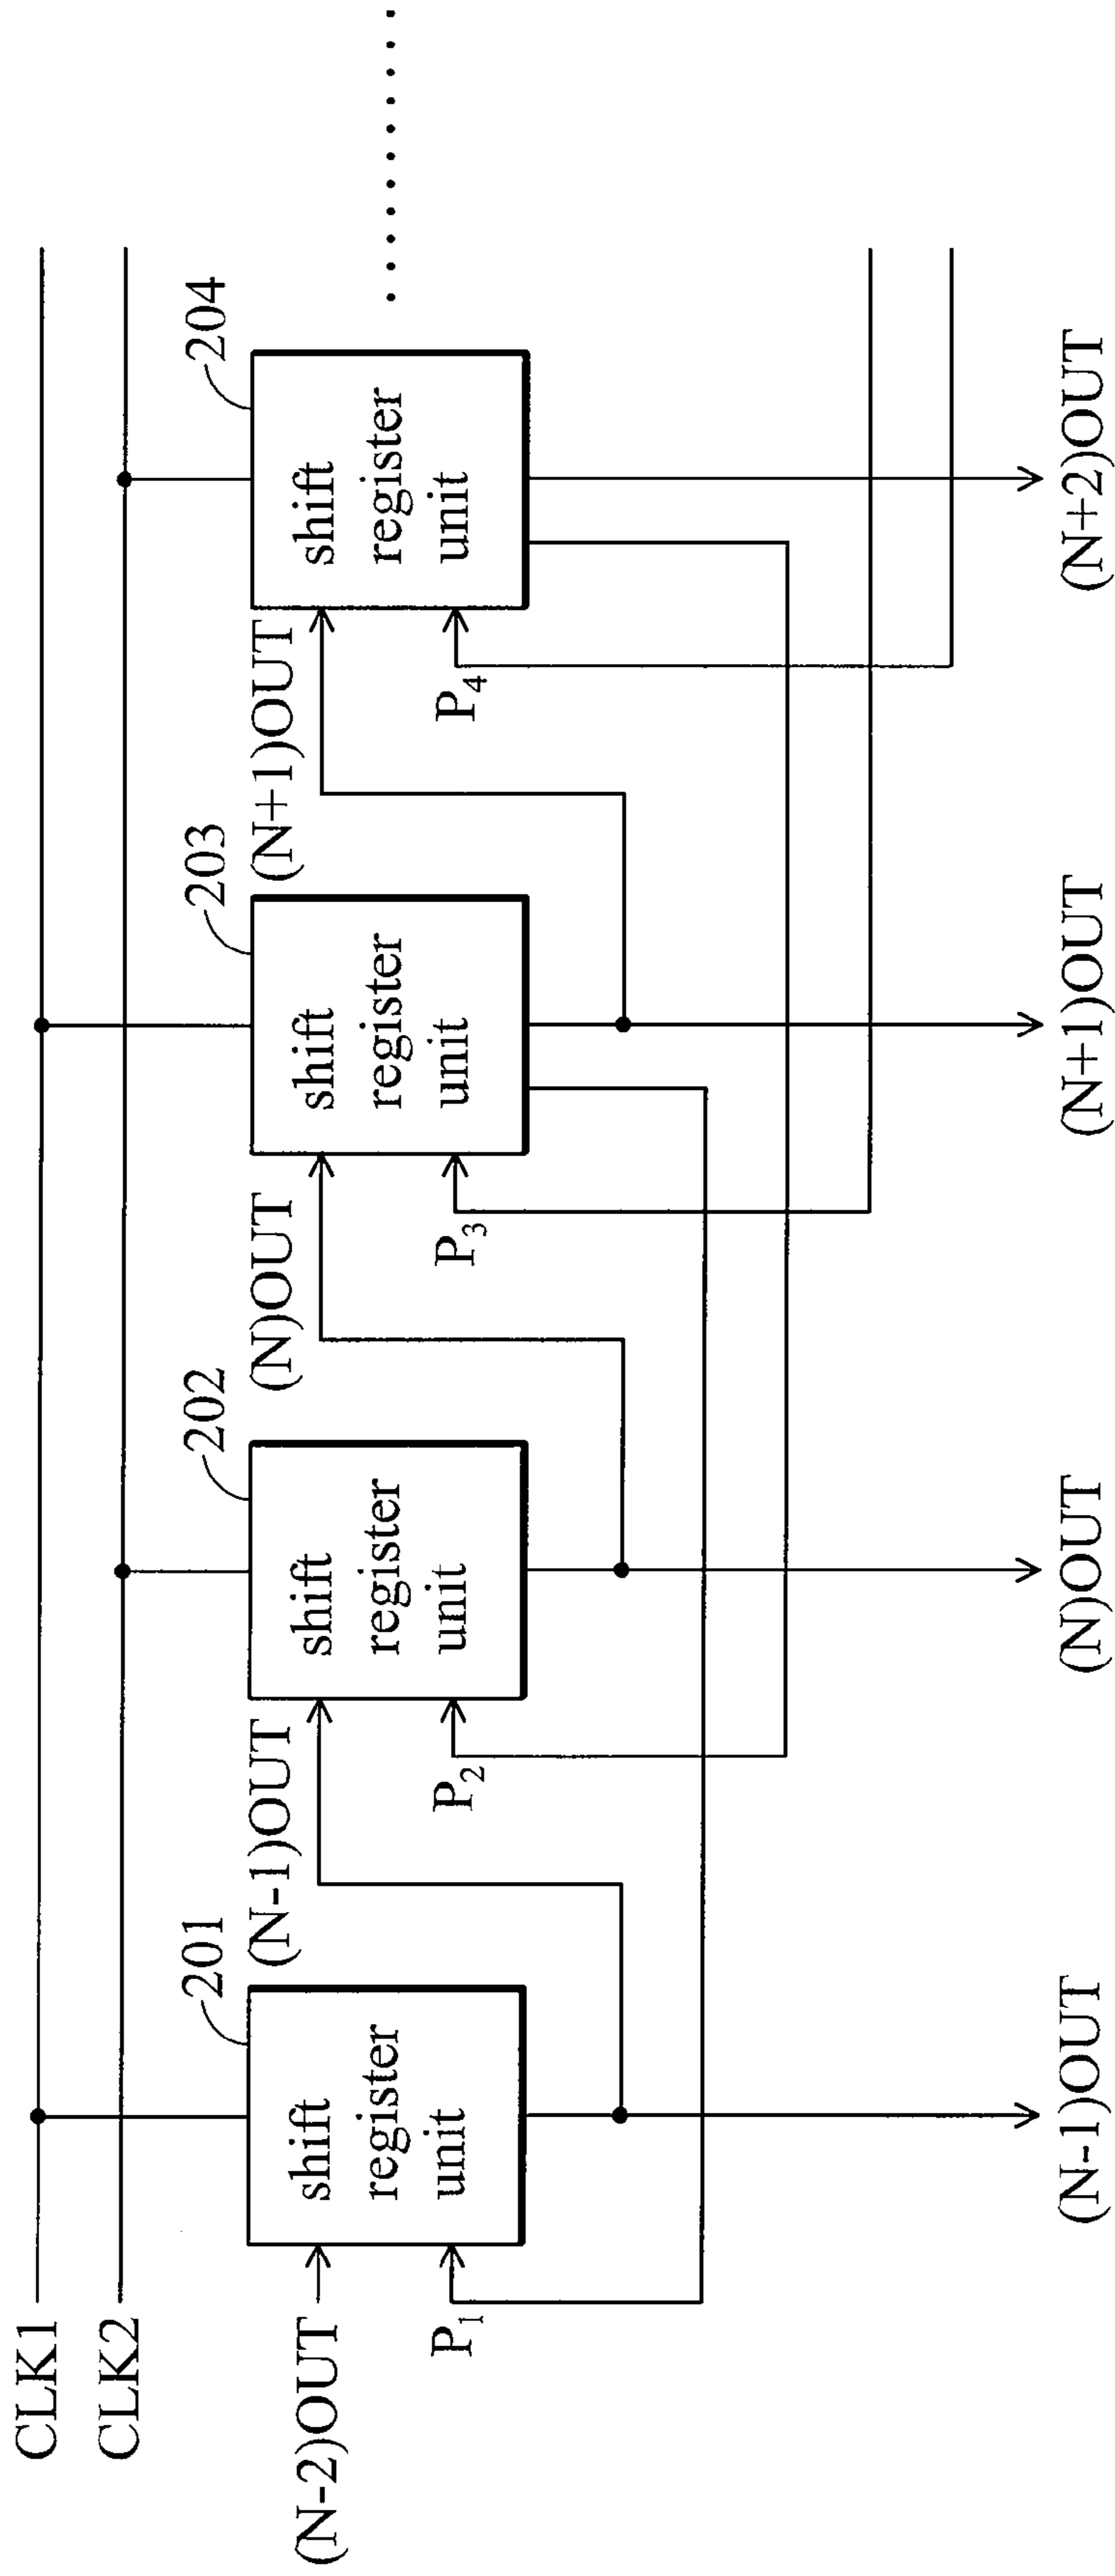 CLK1
CLK2
(N-2)OUT
P1
201
shift
register
unit
(N-1)OUT
P2
202
shift
register
unit
(N)OUT
P3
203
shift
register
unit
(N+1)OUT
P4
204
shift
register
unit
(N-1)OUT
(N)OUT
(N+1)OUT
(N+2)OUT